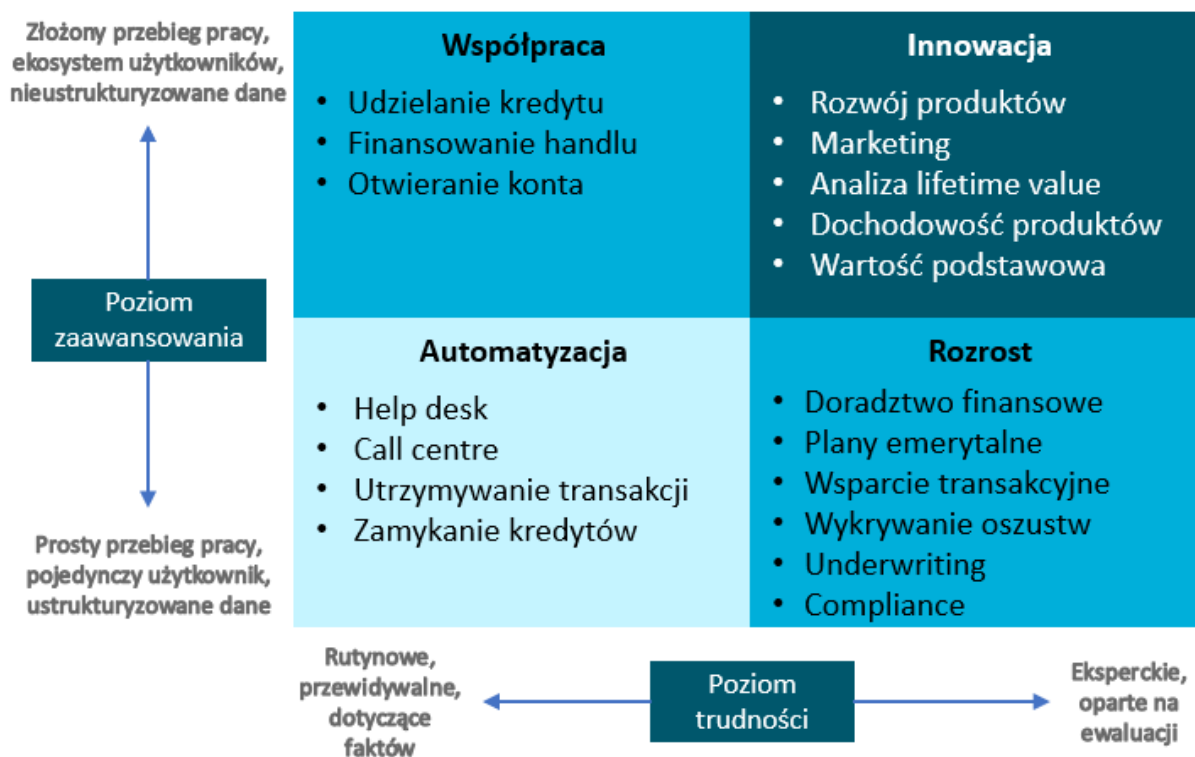 Złożony przebieg pracy,
ekosystem użytkowników,
nieustrukturyzowane dane
Poziom
zaawansowania
Prosty przebieg pracy,
pojedynczy użytkownik,
ustrukturyzowane dane
Współpraca
• Udzielanie kredytu
• Finansowanie handlu
• Otwieranie konta
Innowacja
• Rozwój produktów
• Marketing
• Analiza lifetime value
• Dochodowość produktów
• Wartość podstawowa
Automatyzacja
• Help desk
• Call centre
• Utrzymywanie transakcji
• Zamykanie kredytów
Rozrost
• Doradztwo finansowe
• Plany emerytalne
• Wsparcie transakcyjne
• Wykrywanie oszustw
• Underwriting
• Compliance
Rutynowe,
przewidywalne,
dotyczące
faktów
Poziom
trudności
Eksperckie,
oparte na
ewaluacji